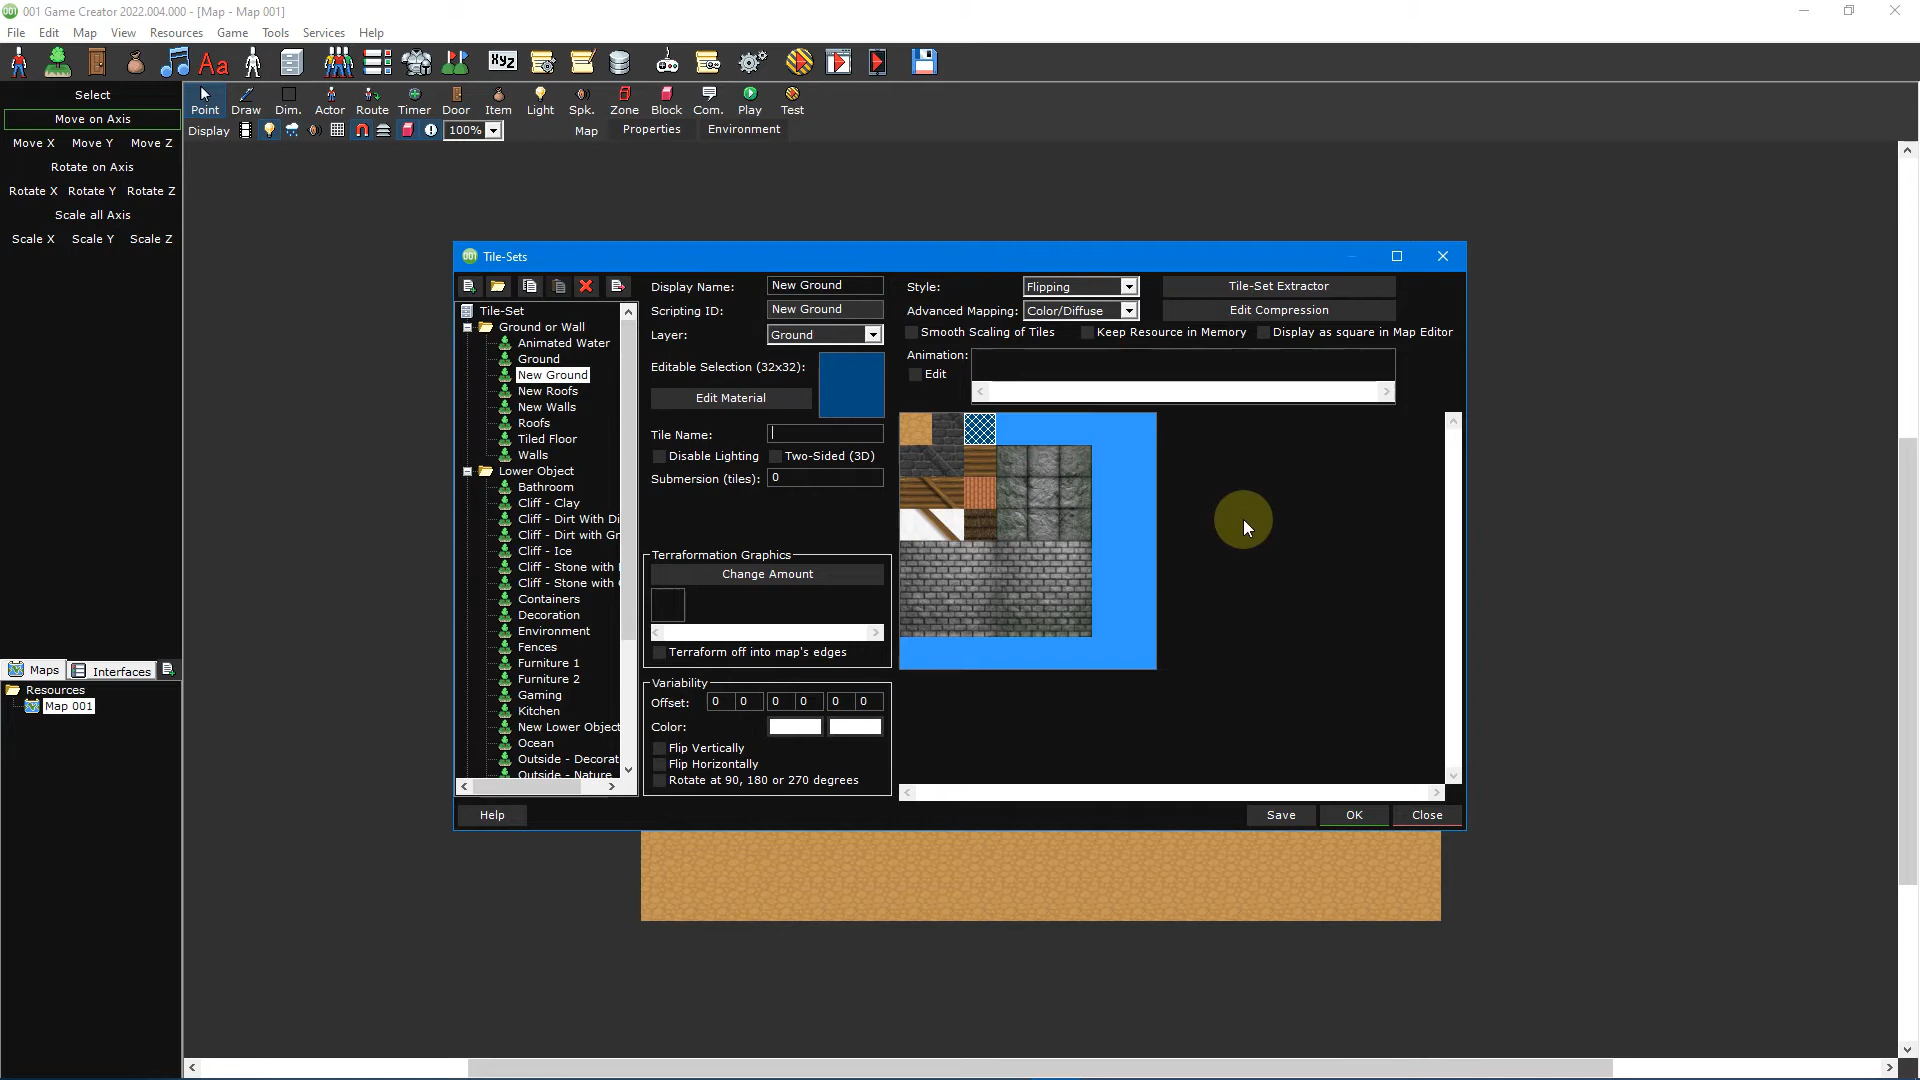 001 Game Creator 2022.004.000 - [Map - Map 001]
File Edit Map View Resources Game Tools Services Help
Select
Move on Axis
Move X Move Y Move Z
Rotate on Axis
Rotate X Rotate Y Rotate Z
Scale all Axis
Scale X Scale Y Scale Z
Point Draw Dim. Actor Route Timer Door Item Light Spk. Zone Block Com. Play Test
Display 100% Map Properties Environment
Tile-Sets
Tile-Set
Ground or Wall
Animated Water
Ground
New Ground
New Roofs
New Walls
Roofs
Tiled Floor
Walls
Lower Object
Bathroom
Cliff - Clay
Cliff - Dirt With Di
Cliff - Dirt with Gr
Cliff - Ice
Cliff - Stone with
Cliff - Stone with
Containers
Decoration
Environment
Fences
Furniture 1
Furniture 2
Gaming
Kitchen
New Lower Object
Ocean
Outside - Decorat
Outside - Nature
Display Name: New Ground
Scripting ID: New Ground
Layer: Ground
Editable Selection (32x32):
Edit Material
Tile Name:
Disable Lighting Two-Sided (3D)
Submersion (tiles): 0
Terraformation Graphics
Change Amount
Terraform off into map's edges
Variability
Offset: 0 0 0 0 0 0
Color:
Flip Vertically
Flip Horizontally
Rotate at 90, 180 or 270 degrees
Style: Flipping Tile-Set Extractor
Advanced Mapping: Color/Diffuse Edit Compression
Smooth Scaling of Tiles Keep Resource in Memory Display as square in Map Editor
Animation:
Edit
Help Save OK Close
Maps Interfaces
Resources
Map 001